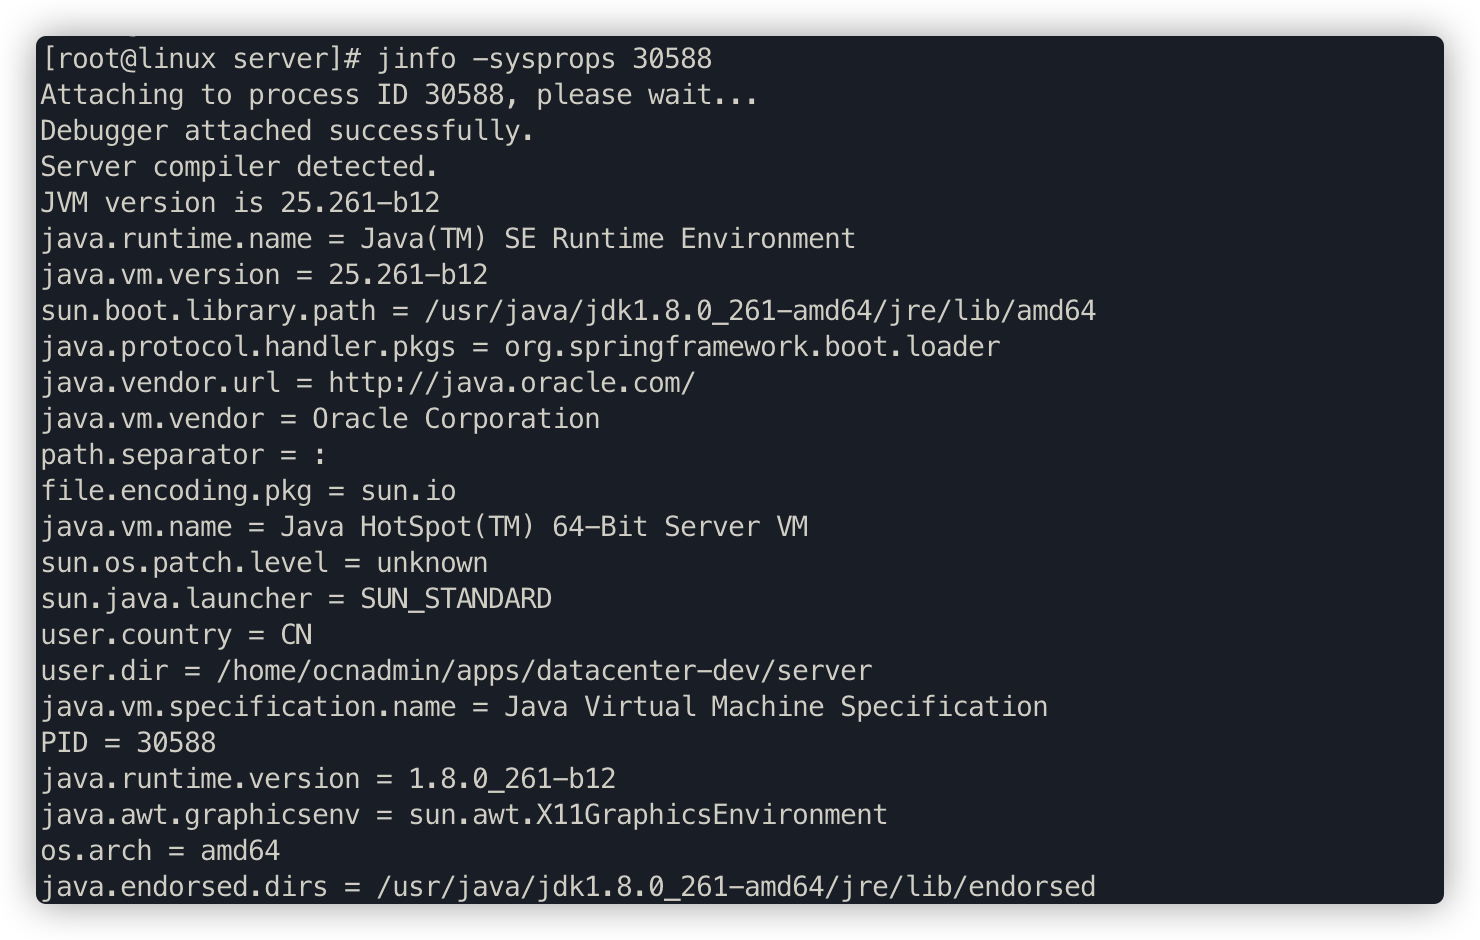 [root@linux server]# jinfo -sysprops 30588
Attaching to process ID 30588, please wait...
Debugger attached successfully.
Server compiler detected.
JVM version is 25.261-b12
java.runtime.name = Java(TM) SE Runtime Environment
java.vm.version = 25.261-b12
sun.boot.library.path = /usr/java/jdk1.8.0_261-amd64/jre/lib/amd64
java.protocol.handler.pkgs = org.springframework.boot.loader
java.vendor.url = http://java.oracle.com/
java.vm.vendor = Oracle Corporation
path.separator = :
file.encoding.pkg = sun.io
java.vm.name = Java HotSpot(TM) 64-Bit Server VM
sun.os.patch.level = unknown
sun.java.launcher = SUN_STANDARD
user.country = CN
user.dir = /home/ocnadmin/apps/datacenter-dev/server
java.vm.specification.name = Java Virtual Machine Specification
PID = 30588
java.runtime.version = 1.8.0_261-b12
java.awt.graphicsenv = sun.awt.X11GraphicsEnvironment
os.arch = amd64
java.endorsed.dirs = /usr/java/jdk1.8.0_261-amd64/jre/lib/endorsed